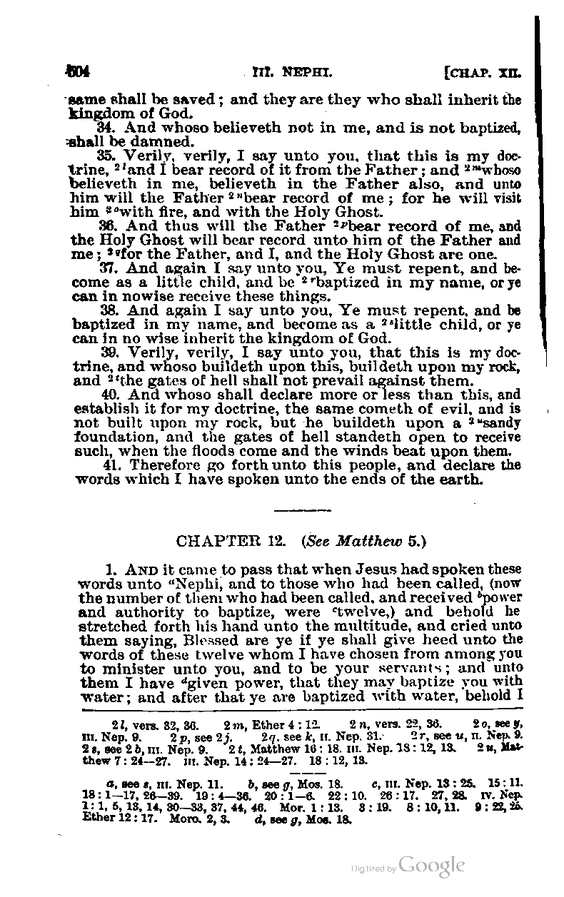 504 III. NEPHI. [CHAP. XII.
same shall be saved; and they are they who shall inherit the
kingdom of God.
34. And whoso believeth not in me, and is not baptized,
shall be damned.
35. Verily, verily, I say unto you, that this is my doc-
trine, 2l and I bear record of it from the Father; and 2m whoso
believeth in me, believeth in the Father also, and unto
him will the Father 2n bear record of me; for he will visit
him 2o with fire, and with the Holy Ghost.
36. And thus will the Father 2p bear record of me, and
the Holy Ghost will bear record unto him of the Father and
me; 2q for the Father, and I, and the Holy Ghost are one.
37. And again I say unto you, Ye must repent, and be-
come as a little child, and be 2r baptized in my name, or ye
can in nowise receive these things.
38. And again I say unto you, Ye must repent, and be
baptized in my name, and become as a 2s little child, or ye
can in no wise inherit the kingdom of God.
39. Verily, verily, I say unto you, that this is my doc-
trine, and whoso buildeth upon this, buildeth upon my rock,
and 2t the gates of hell shall not prevail against them.
40. And whoso shall declare more or less than this, and
establish it for my doctrine, the same cometh of evil, and is
not built upon my rock, but he buildeth upon a 2u sandy
foundation, and the gates of hell standeth open to receive
such, when the floods come and the winds beat upon them.
41. Therefore go forth unto this people, and declare the
words which I have spoken unto the ends of the earth.
CHAPTER 12. (See Matthew 5.)
1. AND it came to pass that when Jesus had spoken these
words unto a Nephi, and to those who had been called, (now
the number of them who had been called, and received b power
and authority to baptize, were c twelve,) and behold he
stretched forth his hand unto the multitude, and cried unto
them saying, Blessed are ye if ye shall give heed unto the
words of these twelve whom I have chosen from among you
to minister unto you, and to be your servants; and unto
them I have d given power, that they may baptize you with
water; and after that ye are baptized with water, behold I
2l, vers. 32, 36. 2m, Ether 4:12. 2n, vers. 32, 36. 2o, see y,
III. Nep. 9. 2p, see 2j. 2q, see k, II. Nep. 31. 2r, see u, II. Nep. 9.
2s, see 2b, III. Nep. 9. 2t, Matthew 16:18. III. Nep. 18:12, 13. 2u, Mat-
thew 7:24—27. III. Nep. 14:24—27. 18:12, 13.
a, see s, III. Nep. 11. b, see g, Mos. 18. c, III. Nep. 13:25. 15:11.
18:1—17, 26—39. 19:4—36. 20:1—6. 22:10. 26:17. 27, 28. IV. Nep.
1:1, 5, 13, 14, 30—33, 37, 44, 46. Mor. 1:13. 3:19. 8:10, 11. 9:22, 25.
Ether 12:17. Moro. 2, 3. d, see g, Mos. 18.
Digitized by Google